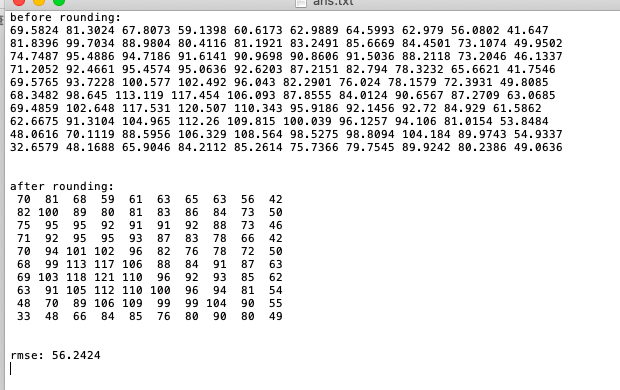 ans.txt
before rounding:
69.5824 81.3024 67.8073 59.1398 60.6173 62.9889 64.5993 62.979 56.0802 41.647
81.8396 99.7034 88.9804 80.4116 81.1921 83.2491 85.6669 84.4501 73.1074 49.9502
74.7487 95.4886 94.7186 91.6141 90.9698 90.8606 91.5036 88.2118 73.2046 46.1337
71.2052 92.4661 95.4574 95.0636 92.6203 87.2151 82.794 78.3232 65.6621 41.7546
69.5765 93.7228 100.577 102.492 96.043 82.2901 76.024 78.1579 72.3931 49.8085
68.3482 98.645 113.119 117.454 106.093 87.8555 84.0124 90.6567 87.2709 63.0685
69.4859 102.648 117.531 120.507 110.343 95.9186 92.1456 92.72 84.929 61.5862
62.6675 91.3104 104.965 112.26 109.815 100.039 96.1257 94.106 81.0154 53.8484
48.0616 70.1119 88.5956 106.329 108.564 98.5275 98.8094 104.184 89.9743 54.9337
32.6579 48.1688 65.9046 84.2112 85.2614 75.7366 79.7545 89.9242 80.2386 49.0636
after rounding:
70 81 68 59 61 63 65 63 56 42
82 100 89 80 81 83 86 84 73 50
75 95 95 92 91 91 92 88 73 46
71 92 95 95 93 87 83 78 66 42
70 94 101 102 96 82 76 78 72 50
68 99 113 117 106 88 84 91 87 63
69 103 118 121 110 96 92 93 85 62
63 91 105 112 110 100 96 94 81 54
48 70 89 106 109 99 99 104 90 55
33 48 66 84 85 76 80 90 80 49
rmse: 56.2424